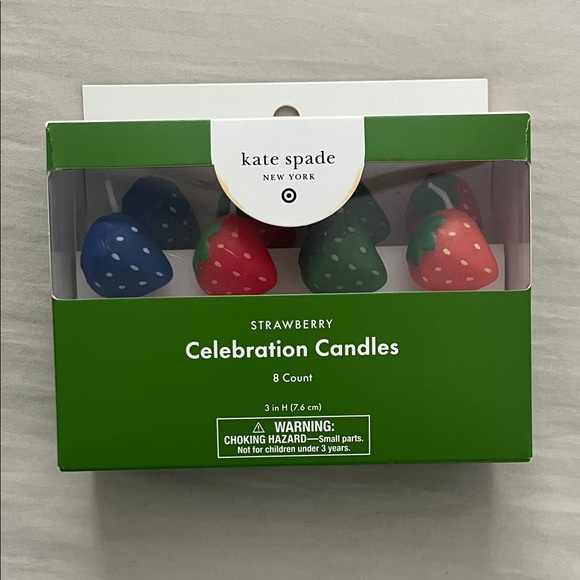 kate spade
NEW YORK
STRAWBERRY
Celebration Candles
8 Count
3 in H (7.6 cm)
⚠ WARNING:
CHOKING HAZARD—Small parts.
Not for children under 3 years.